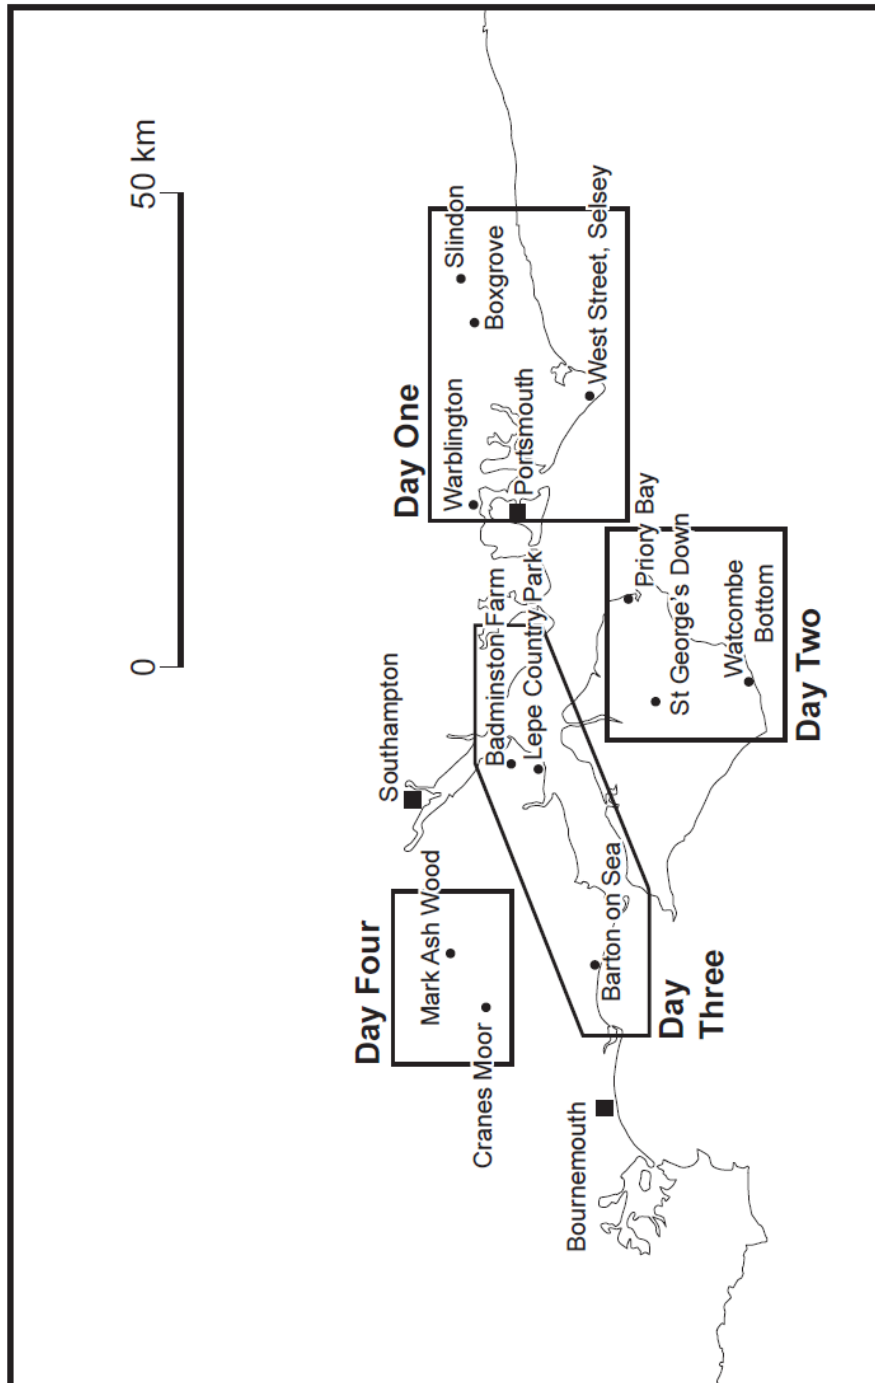 0
50 km
Day Four
Mark Ash Wood
Cranes Moor
Southampton
Day One
Warblington
Slindon
Boxgrove
Portsmouth
West Street, Selsey
Badminston Farm
Lepe Country Park
Barton on Sea
Day
Three
Bournemouth
Priory Bay
St George's Down
Watcombe
Bottom
Day Two